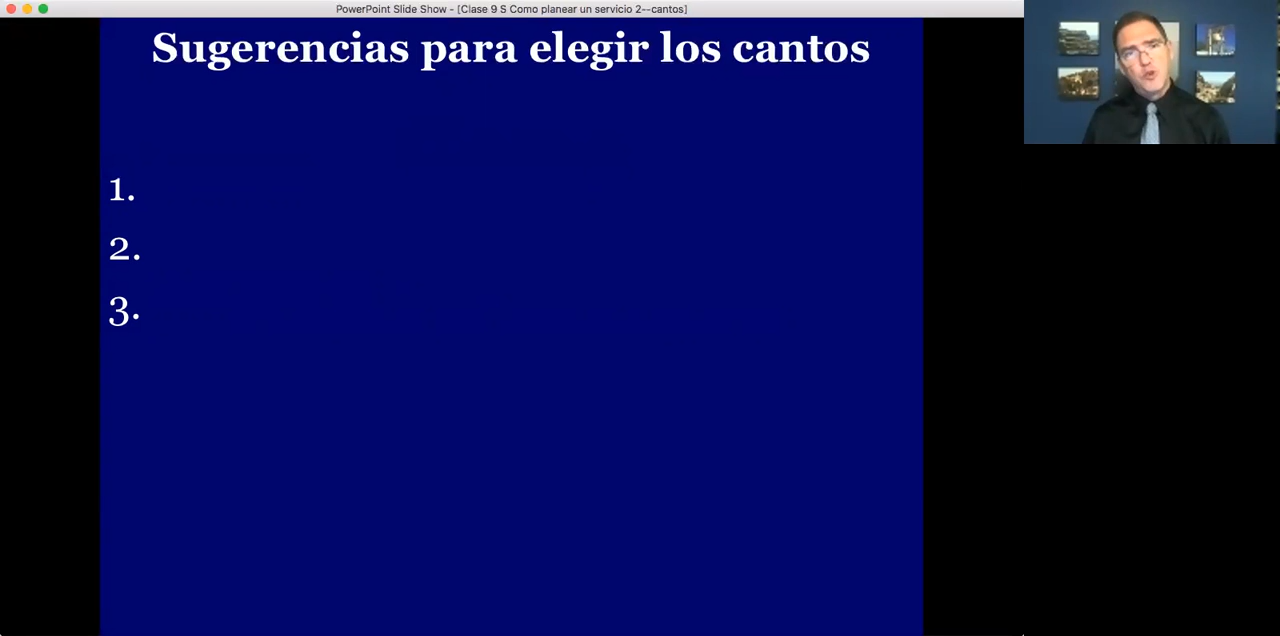 PowerPoint Slide Show - [Clase 9 S Como planear un servicio 2--cantos]
Sugerencias para elegir los cantos
1.
2.
3.